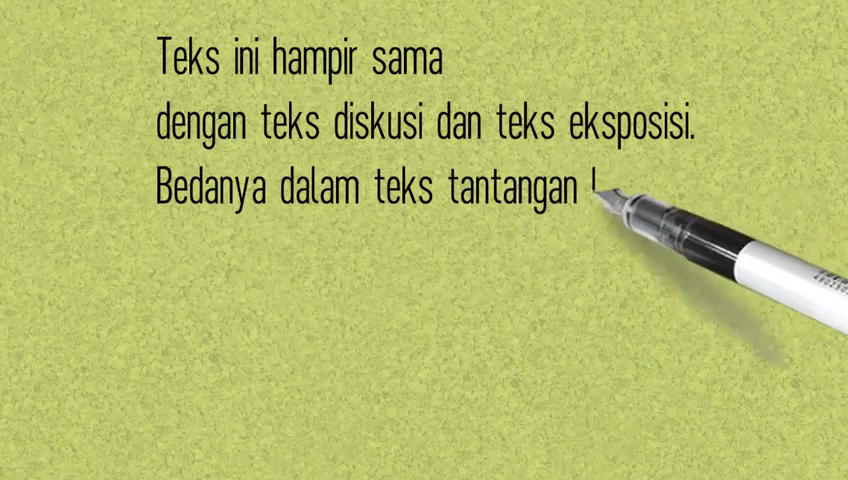 Teks ini hampir sama
dengan teks diskusi dan teks eksposisi.
Bedanya dalam teks tantangan